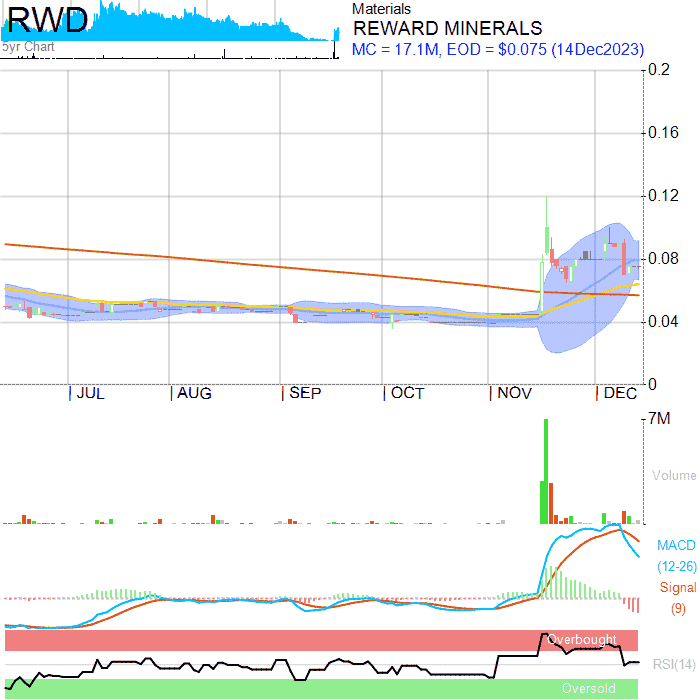 RWD
5yr Chart
Materials
REWARD MINERALS
MC = 17.1M, EOD = $0.075 (14Dec2023)
0.2
0.16
0.12
0.08
0.04
0
JUL AUG SEP OCT NOV DEC
7M
Volume
MACD
(12-26)
Signal
(9)
Overbought
RSI(14)
Oversold